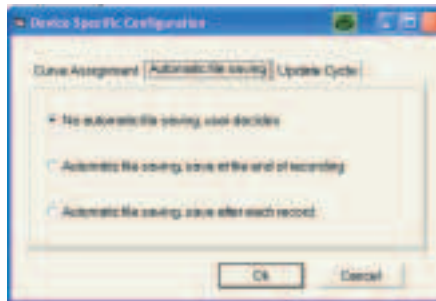 Device Specific Configuration
Curve Assignment Automatic file saving Update Cycle
No automatic file saving, user decides
Automatic file saving, save at the end of recording
Automatic file saving, save after each record
Ok Cancel